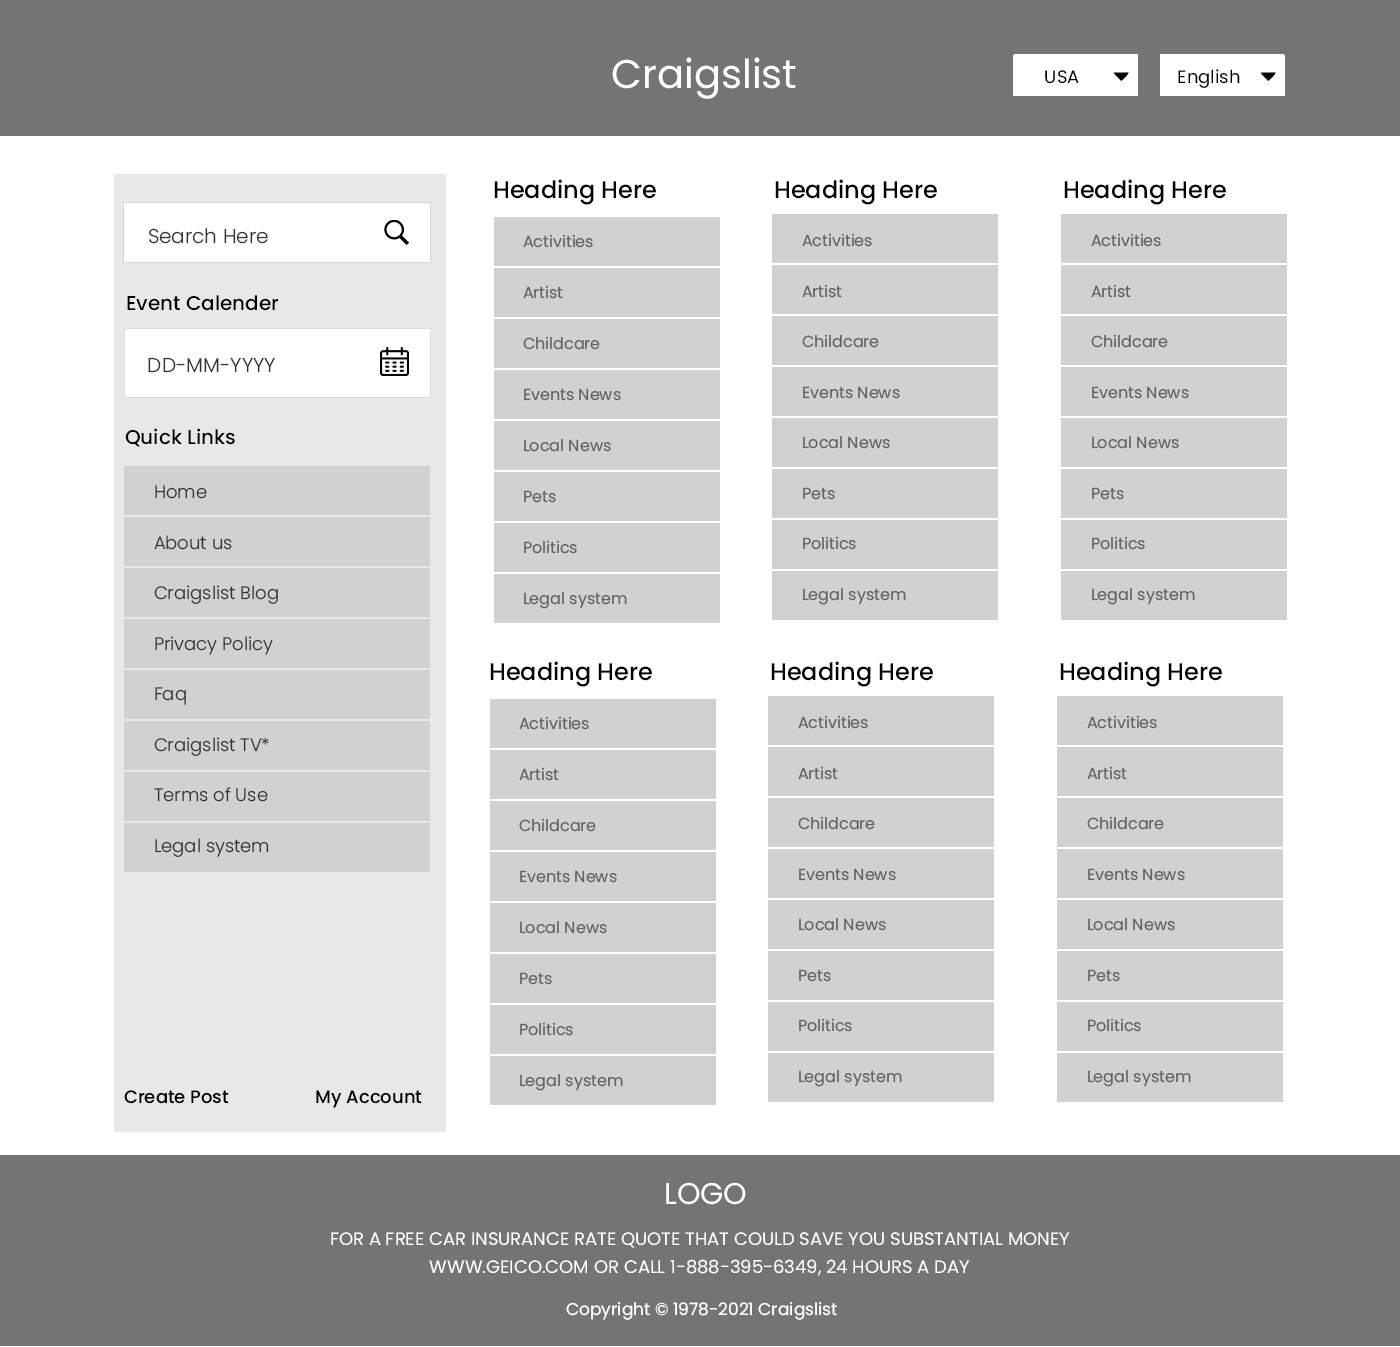 Craigslist
USA
English
Search Here
Event Calender
DD-MM-YYYY
Quick Links
Home
About us
Craigslist Blog
Privacy Policy
Faq
Craigslist TV*
Terms of Use
Legal system
Create Post
My Account
Heading Here
Activities
Artist
Childcare
Events News
Local News
Pets
Politics
Legal system
Heading Here
Activities
Artist
Childcare
Events News
Local News
Pets
Politics
Legal system
Heading Here
Activities
Artist
Childcare
Events News
Local News
Pets
Politics
Legal system
Heading Here
Activities
Artist
Childcare
Events News
Local News
Pets
Politics
Legal system
Heading Here
Activities
Artist
Childcare
Events News
Local News
Pets
Politics
Legal system
Heading Here
Activities
Artist
Childcare
Events News
Local News
Pets
Politics
Legal system
LOGO
FOR A FREE CAR INSURANCE RATE QUOTE THAT COULD SAVE YOU SUBSTANTIAL MONEY
WWW.GEICO.COM OR CALL 1-888-395-6349, 24 HOURS A DAY
Copyright © 1978-2021 Craigslist